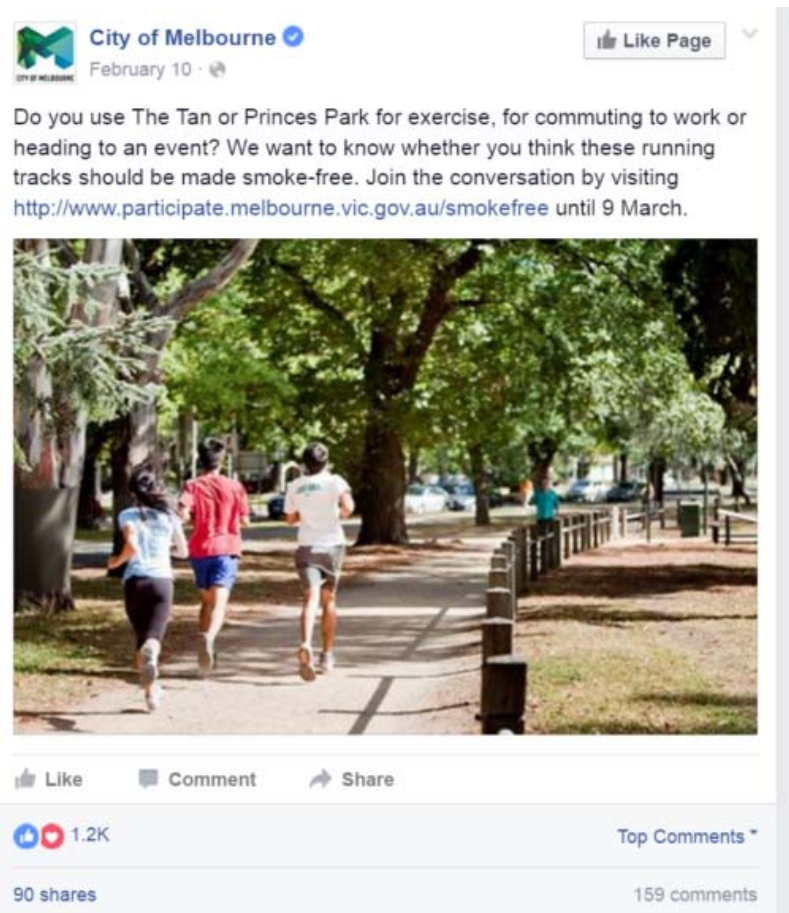 City of Melbourne
Like Page
February 10 ·
CITY OF MELBOURNE
Do you use The Tan or Princes Park for exercise, for commuting to work or
heading to an event? We want to know whether you think these running
tracks should be made smoke-free. Join the conversation by visiting
http://www.participate.melbourne.vic.gov.au/smokefree until 9 March.
Like Comment Share
1.2K Top Comments
90 shares 159 comments